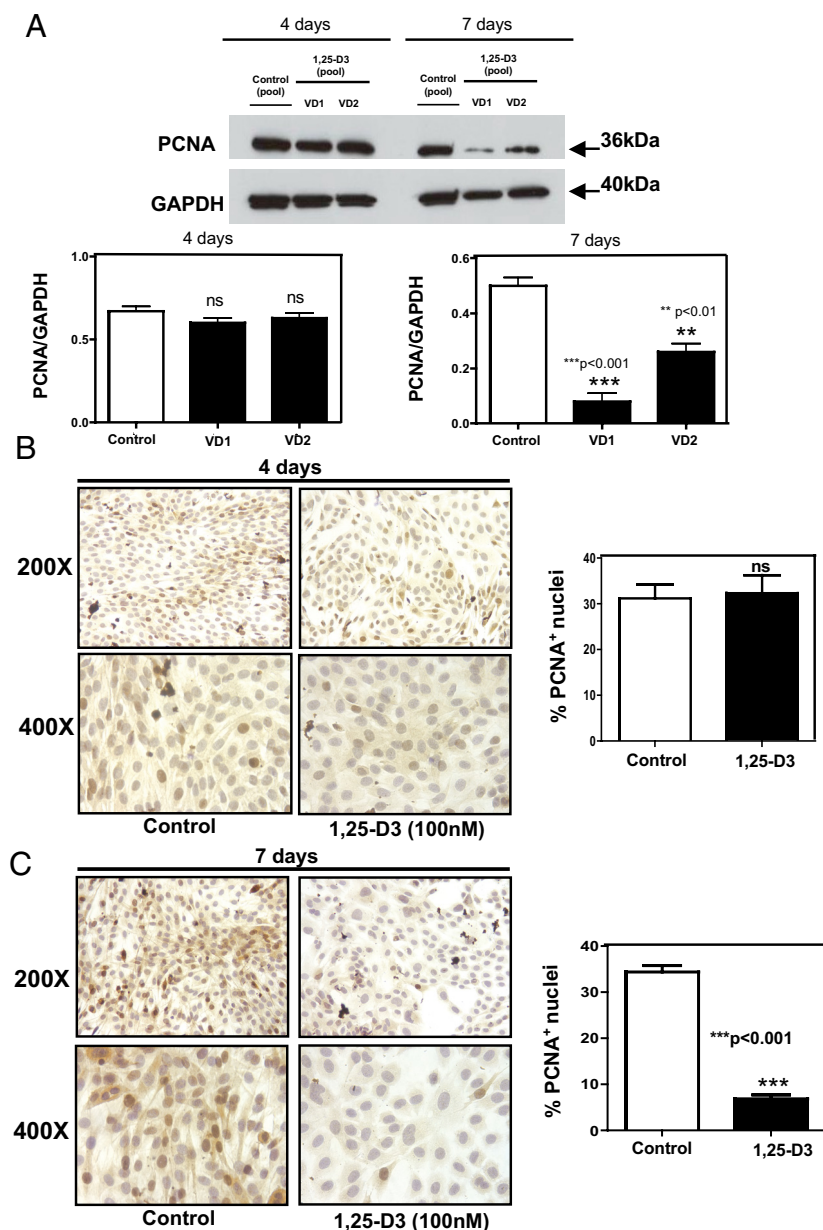 A
4 days 7 days
1,25-D3 1,25-D3
Control (pool) Control (pool)
(pool) VD1 VD2 (pool) VD1 VD2
PCNA 36kDa
GAPDH 40kDa
4 days 7 days
PCNA/GAPDH
1.0
0.5
0.0
ns ns
Control VD1 VD2
PCNA/GAPDH
0.6
0.4
0.2
0.0
** p<0.01
**
***p<0.001
***
Control VD1 VD2
B
4 days
200X
400X
Control 1,25-D3 (100nM)
% PCNA+ nuclei
40
30
20
10
0
ns
Control 1,25-D3
C
7 days
200X
400X
Control 1,25-D3 (100nM)
% PCNA+ nuclei
40
30
20
10
0
***p<0.001
***
Control 1,25-D3